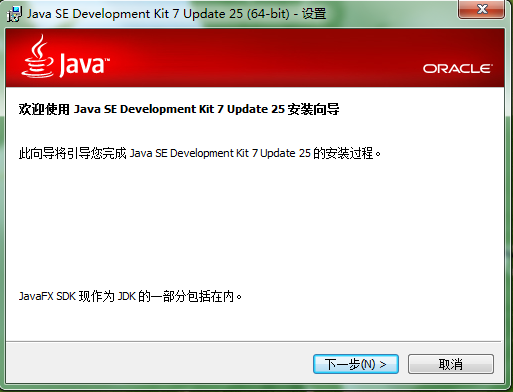 Java SE Development Kit 7 Update 25 (64-bit) - 设置
Java™
ORACLE®
欢迎使用 Java SE Development Kit 7 Update 25 安装向导
此向导将引导您完成 Java SE Development Kit 7 Update 25 的安装过程。
JavaFX SDK 现作为 JDK 的一部分包括在内。
下一步(N) >
取消